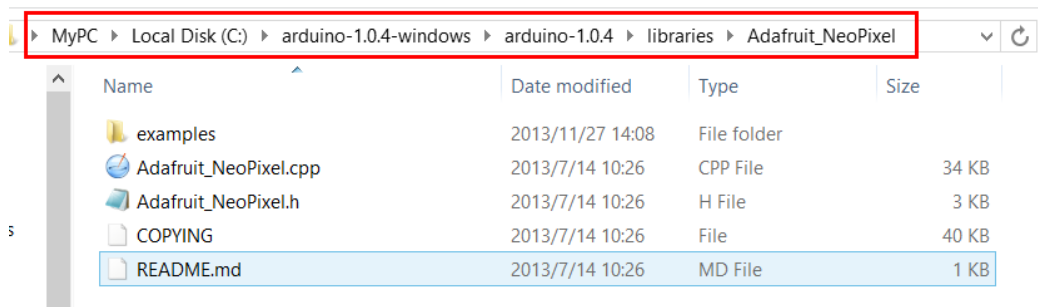 MyPC Local Disk (C:) arduino-1.0.4-windows arduino-1.0.4 libraries Adafruit_NeoPixel
Name Date modified Type Size
examples 2013/11/27 14:08 File folder
Adafruit_NeoPixel.cpp 2013/7/14 10:26 CPP File 34 KB
Adafruit_NeoPixel.h 2013/7/14 10:26 H File 3 KB
s COPYING 2013/7/14 10:26 File 40 KB
README.md 2013/7/14 10:26 MD File 1 KB